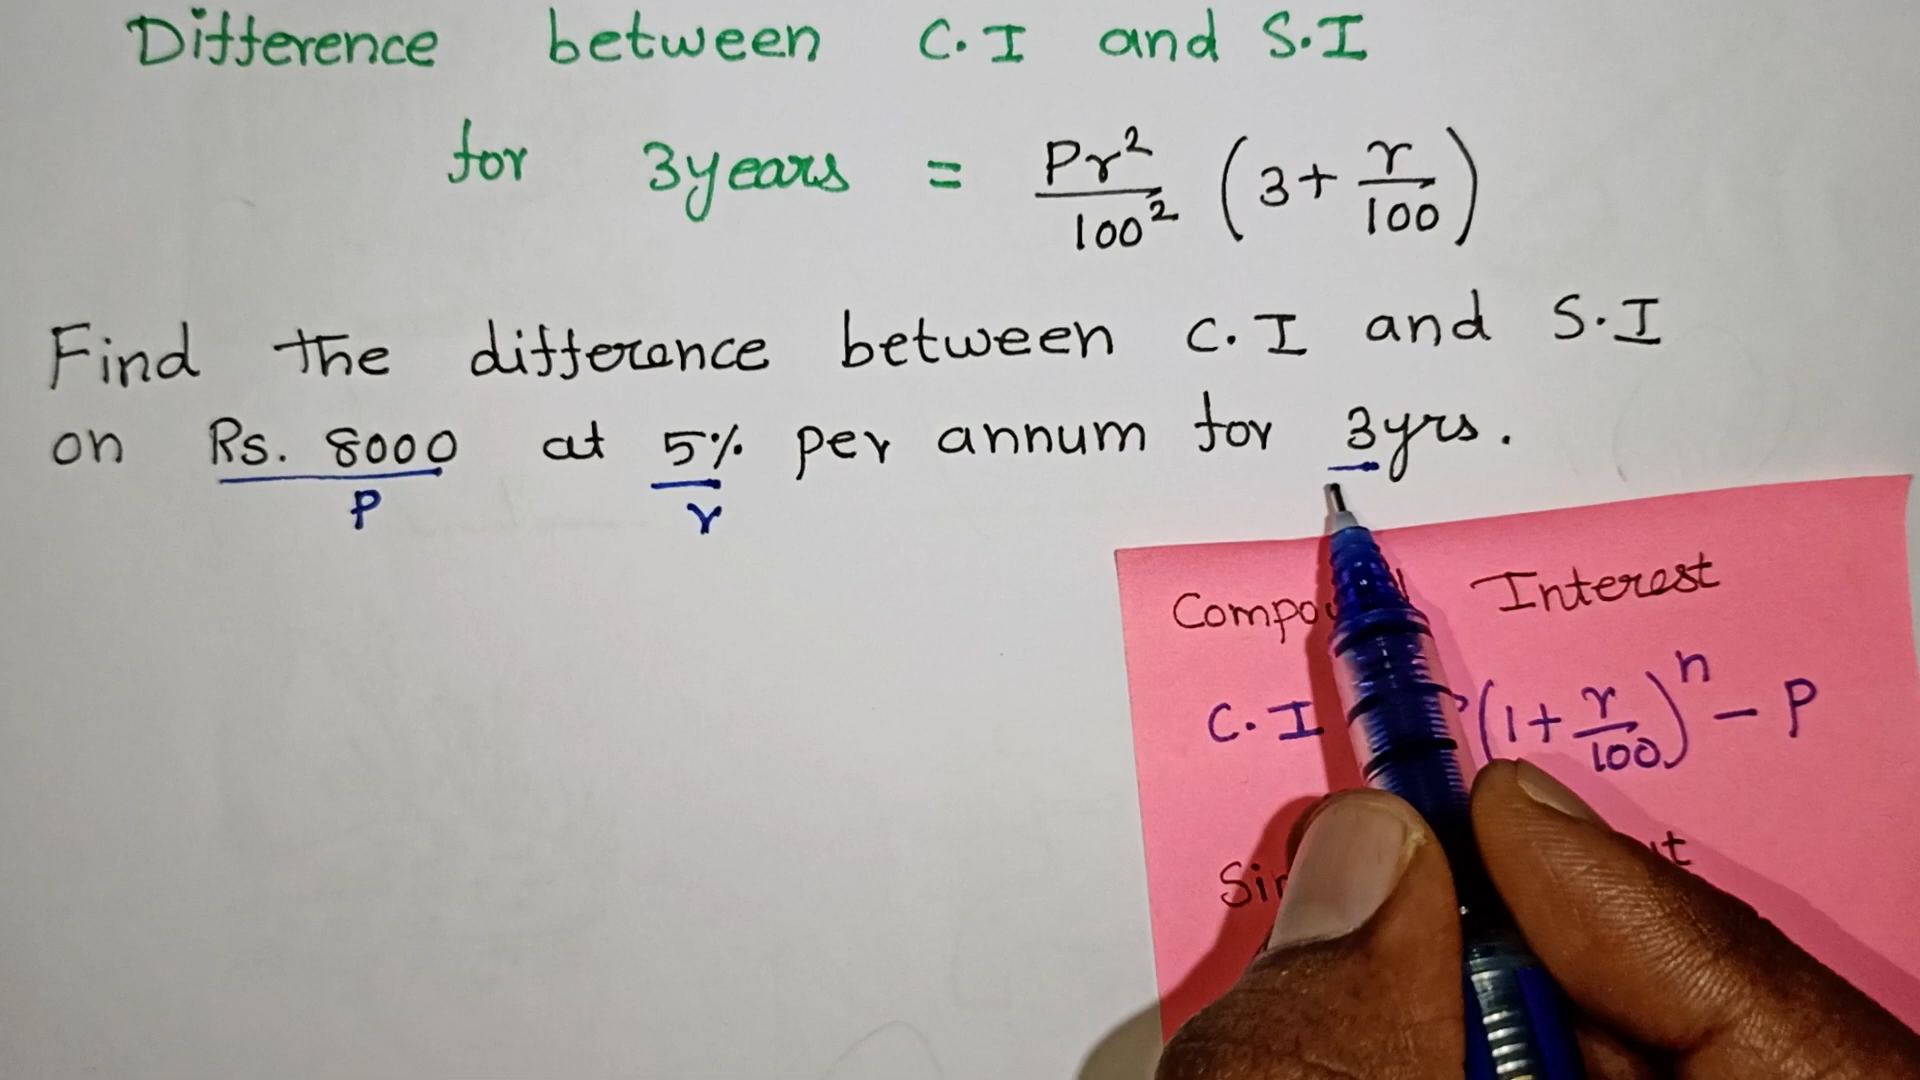 Difference between C.I and S.I
for 3years = Pr²/100² (3 + r/100)
Find the difference between C.I and S.I
on Rs. 8000 at 5% per annum for 3yrs.
P r
Interest
C.I (1 + r/100)ⁿ - P